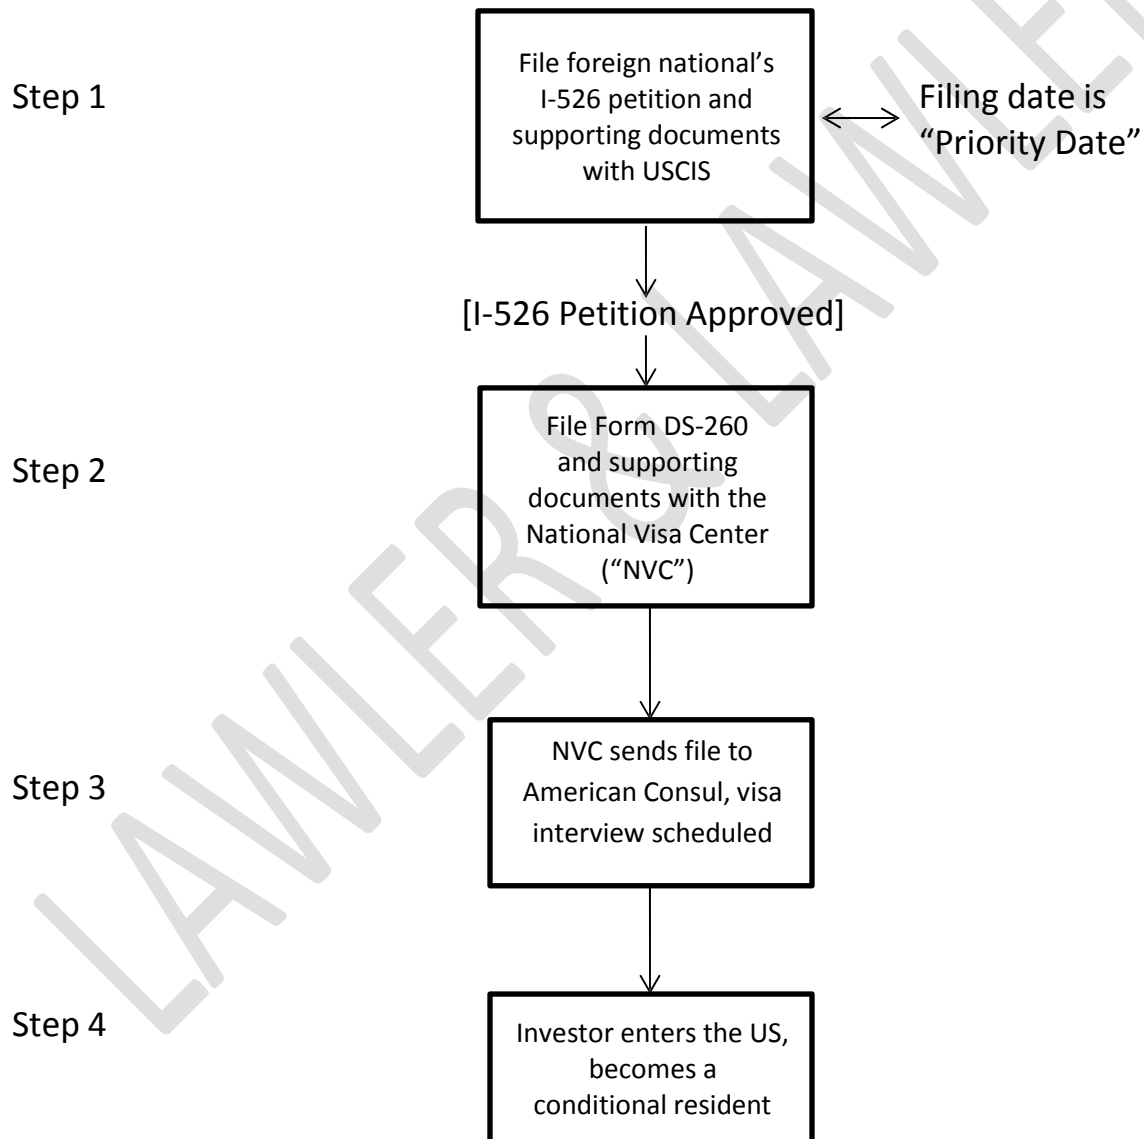 Step 1
File foreign national’s
I-526 petition and
supporting documents
with USCIS
Filing date is
“Priority Date”
[I-526 Petition Approved]
Step 2
File Form DS-260
and supporting
documents with the
National Visa Center
(“NVC”)
Step 3
NVC sends file to
American Consul, visa
interview scheduled
Step 4
Investor enters the US,
becomes a
conditional resident
LAWLER & LAWLER